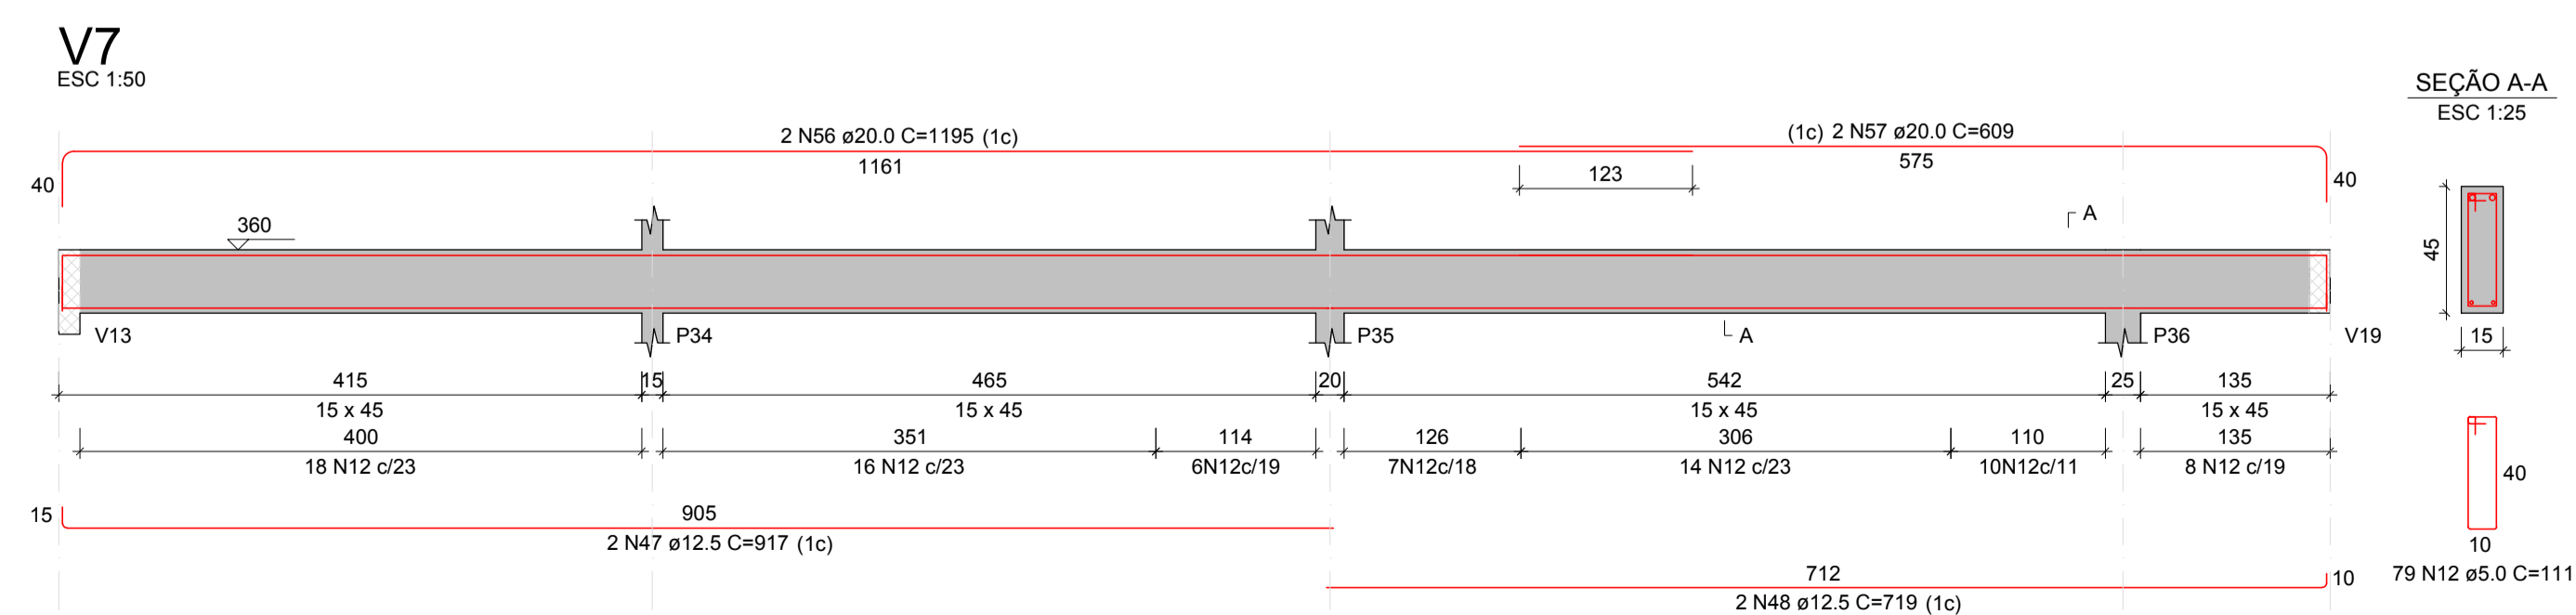 V7
ESC 1:50
SEÇÃO A-A
ESC 1:25
2 N56 ø20.0 C=1195 (1c)
1161
(1c) 2 N57 ø20.0 C=609
575
123
40
40
360
A
45
15
V13
P34
P35
A
P36
V19
415
15
465
20
542
25
135
15 x 45
15 x 45
15 x 45
15 x 45
400
351
114
126
306
110
135
18 N12 c/23
16 N12 c/23
6N12c/19
7N12c/18
14 N12 c/23
10N12c/11
8 N12 c/19
40
10
79 N12 ø5.0 C=111
15
905
2 N47 ø12.5 C=917 (1c)
712
10
2 N48 ø12.5 C=719 (1c)